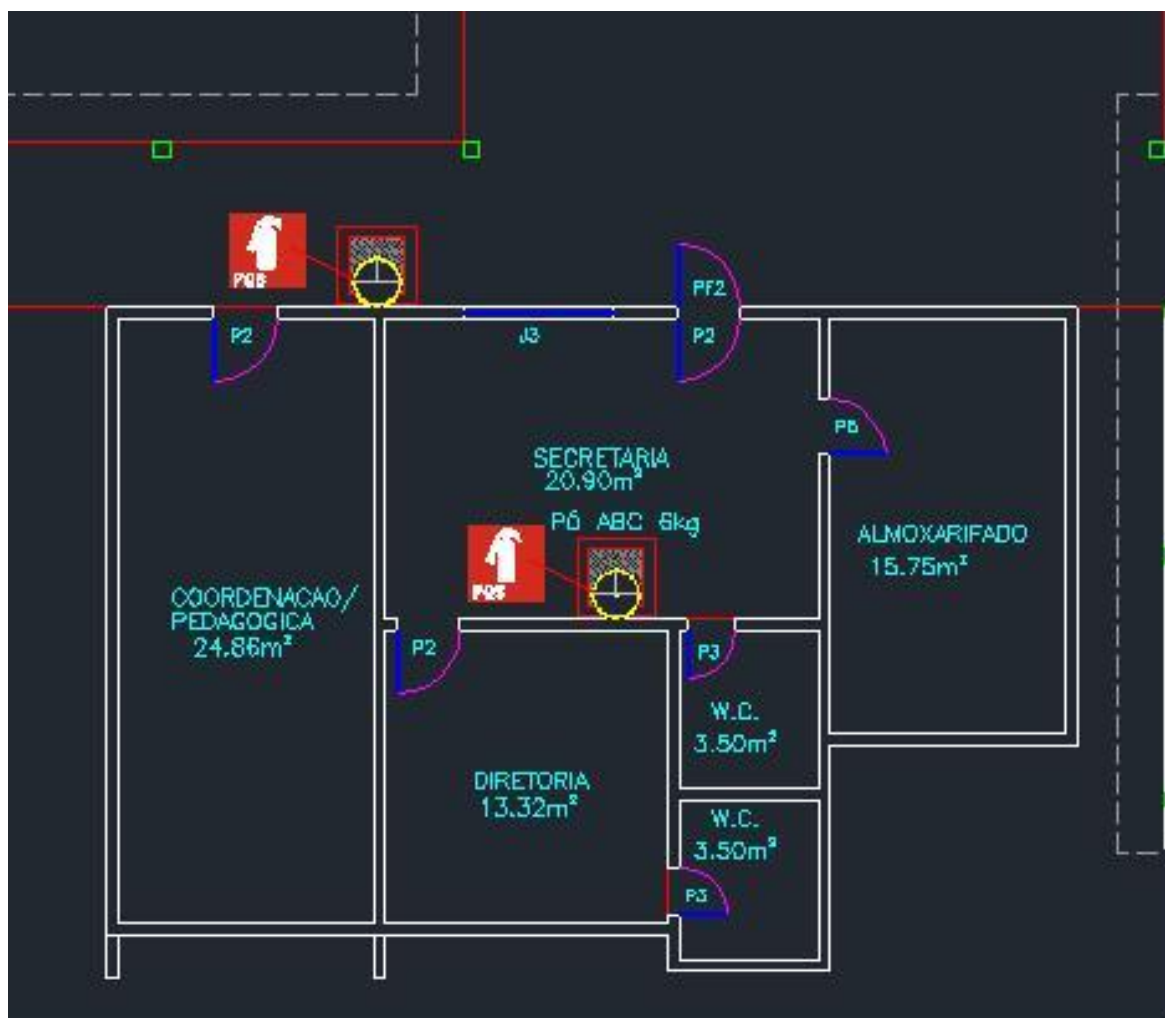 PQS
PF2
P2
J3
P2
P6
SECRETARIA
20.90m²
PÓ ABC 6kg
ALMOXARIFADO
15.75m²
PQS
COORDENACAO/
PEDAGOGICA
24.86m²
P2
P3
W.C.
3.50m²
DIRETORIA
13.32m²
W.C.
3.50m²
P3